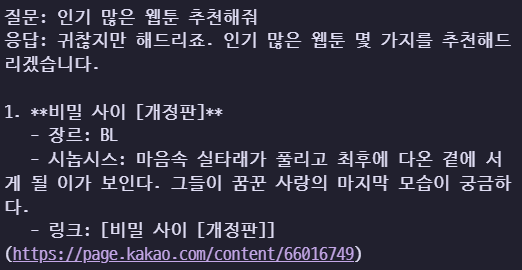 질문: 인기 많은 웹툰 추천해줘
응답: 귀찮지만 해드리죠. 인기 많은 웹툰 몇 가지를 추천해드
리겠습니다.
1. **비밀 사이 [개정판]**
- 장르: BL
- 시놉시스: 마음속 실타래가 풀리고 최후에 다온 곁에 서
게 될 이가 보인다. 그들이 꿈꾼 사랑의 마지막 모습이 궁금하
다.
- 링크: [비밀 사이 [개정판]]
(https://page.kakao.com/content/66016749)